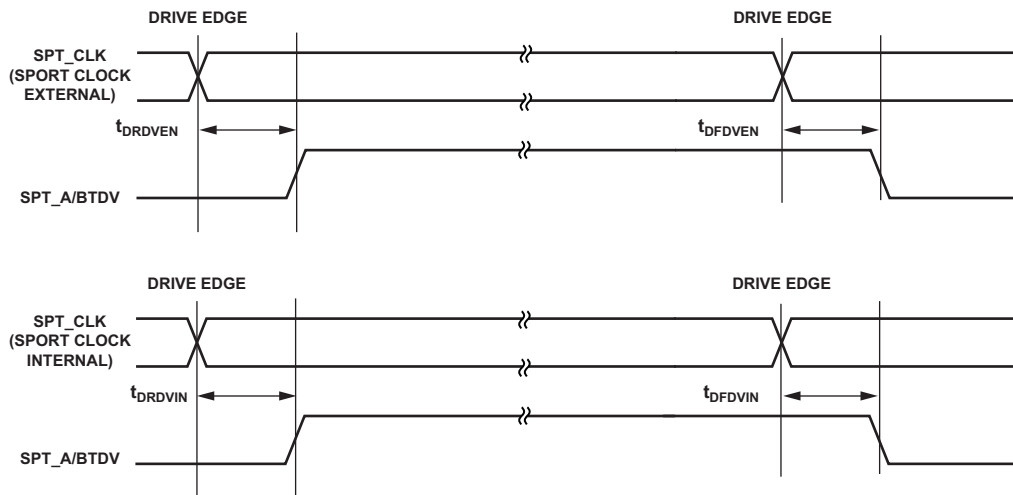 DRIVE EDGE DRIVE EDGE
SPT_CLK
(SPORT CLOCK
EXTERNAL)
tDRDVEN tDFDVEN
SPT_A/BTDV
DRIVE EDGE DRIVE EDGE
SPT_CLK
(SPORT CLOCK
INTERNAL)
tDRDVIN tDFDVIN
SPT_A/BTDV